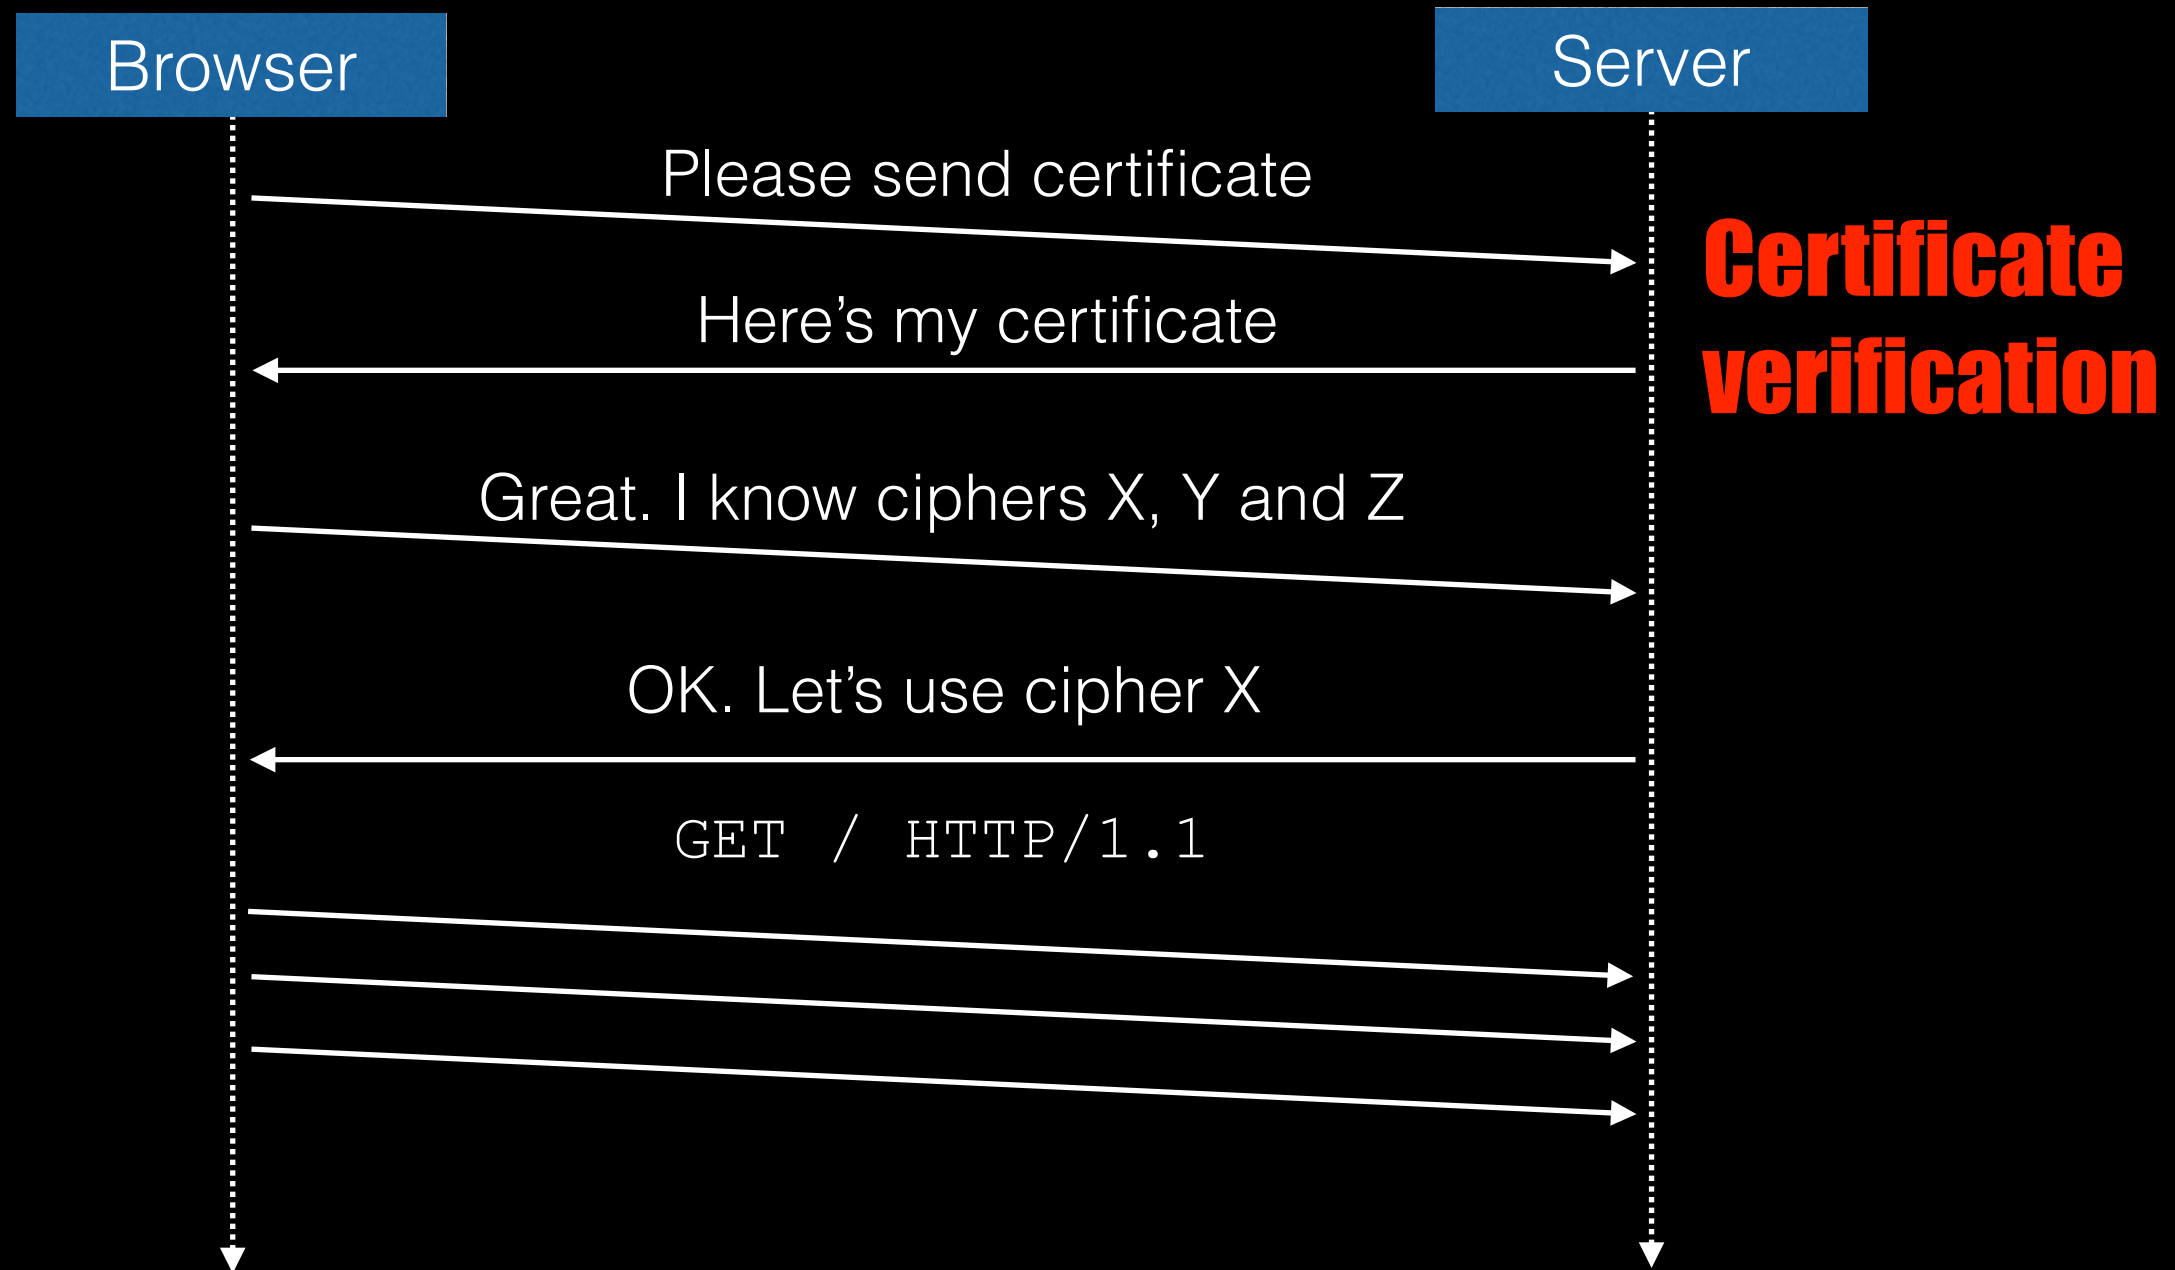 Browser
Server
Please send certificate
Here’s my certificate
Certificate
verification
Great. I know ciphers X, Y and Z
OK. Let’s use cipher X
GET / HTTP/1.1